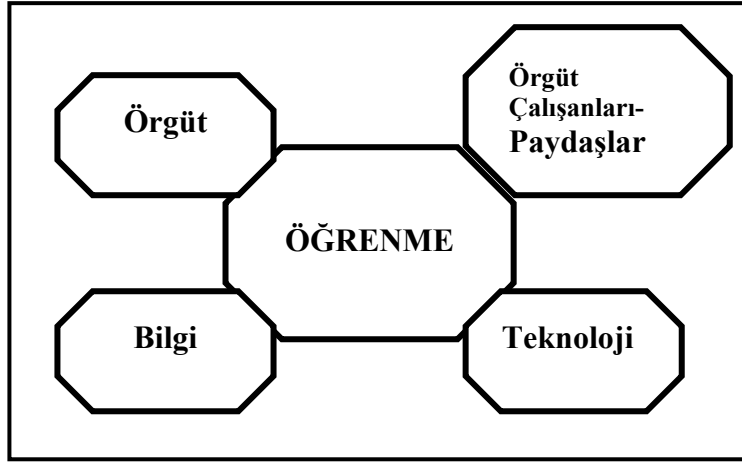 Örgüt
Örgüt
Çalışanları-
Paydaşlar
ÖĞRENME
Bilgi
Teknoloji